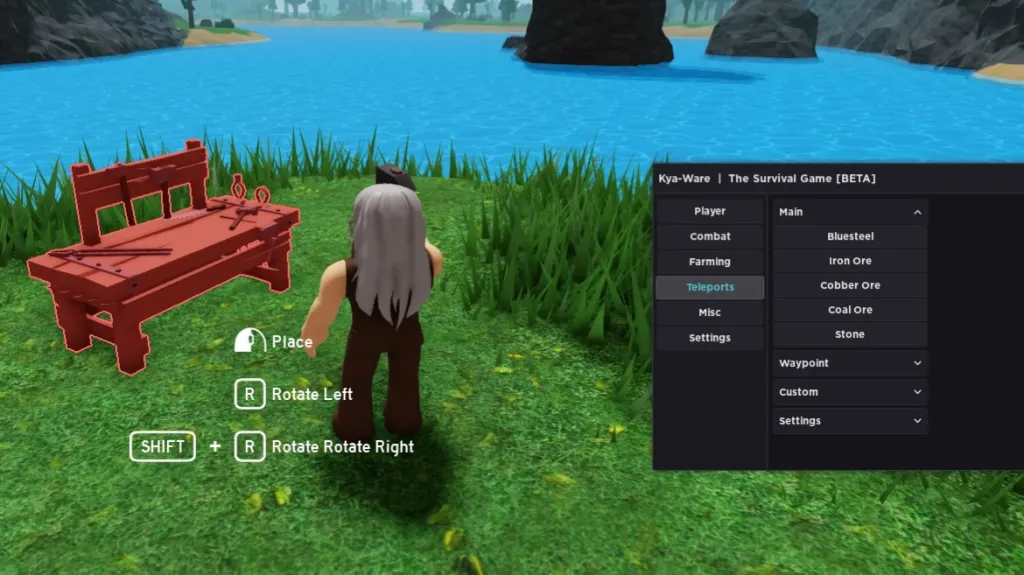 Kya-Ware | The Survival Game [BETA]
Player
Combat
Farming
Teleports
Misc
Settings
Main
Bluesteel
Iron Ore
Cobber Ore
Coal Ore
Stone
Waypoint
Custom
Settings
Place
R Rotate Left
SHIFT + R Rotate Rotate Right